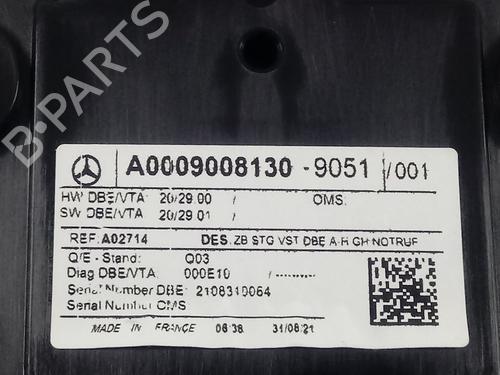 B-PARTS
A0009008130 - 9051 /001
HW DBE/VTA: 20/29 00 / OMS:
SW DBE/VTA: 20/29 01 /
REF: A02714 DES. ZB STG VST DBE A-H GH NOTRUF
Q/E - Stand: Q03
Diag DBE/VTA: 000E10 / --------
Serial Number DBE: 2108310064
Serial Number OMS:
MADE IN FRANCE 06:38 31/08/21